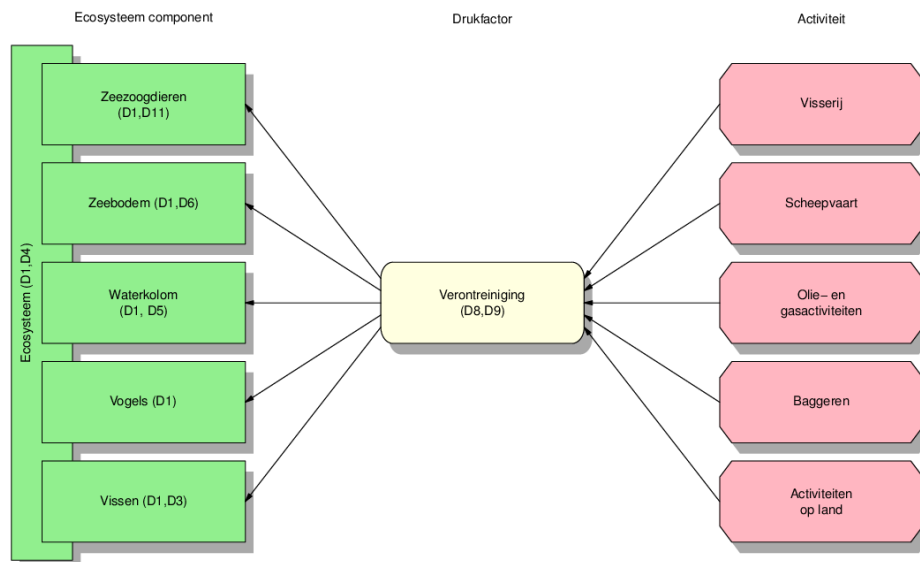 Ecosysteem component
Drukfactor
Activiteit
Ecosysteem (D1,D4)
Zeezoogdieren
(D1,D11)
Zeebodem (D1,D6)
Waterkolom
(D1, D5)
Vogels (D1)
Vissen (D1,D3)
Verontreiniging
(D8,D9)
Visserij
Scheepvaart
Olie− en
gasactiviteiten
Baggeren
Activiteiten
op land